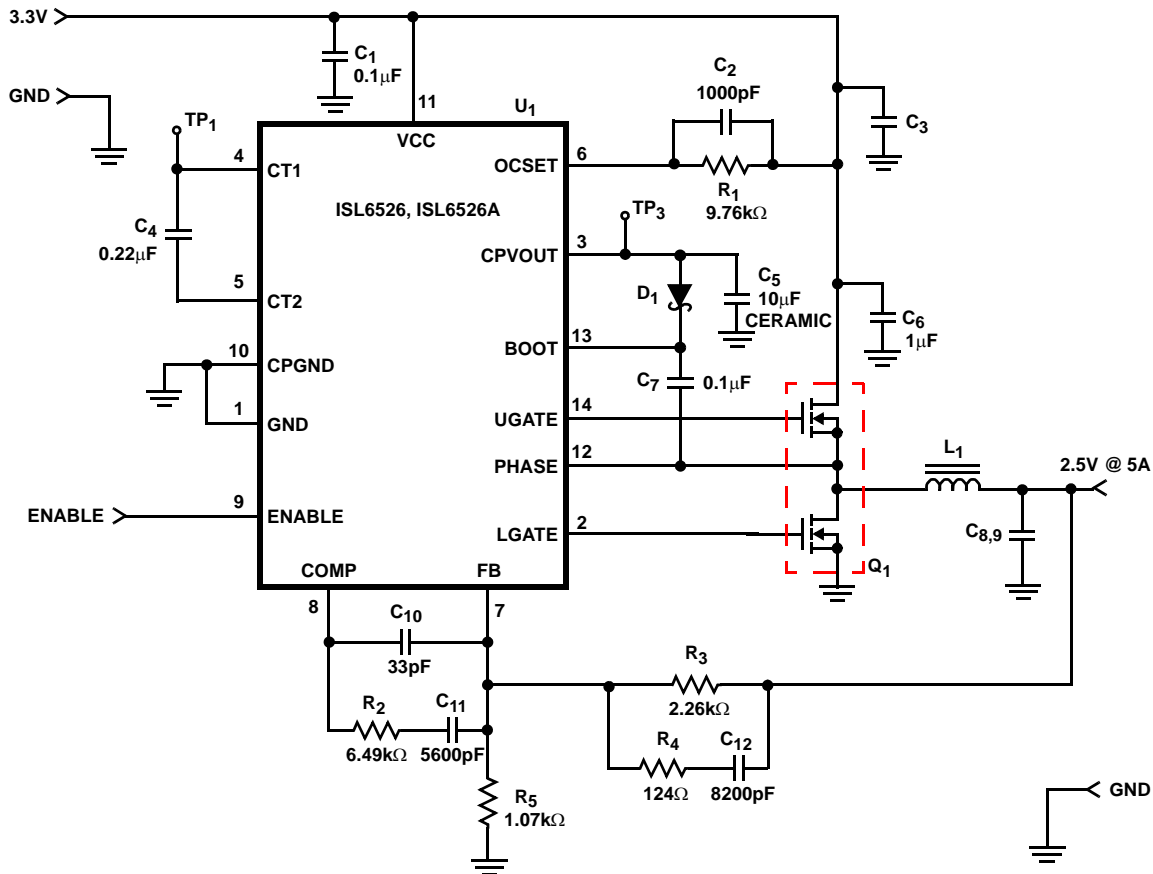 3.3V
C1
0.1µF
GND
TP1
11
U1
VCC
C2
1000pF
C3
4
CT1
OCSET
6
R1
9.76kΩ
ISL6526, ISL6526A
C4
0.22µF
TP3
CPVOUT
3
5
CT2
D1
C5
10µF
CERAMIC
C6
1µF
10
CPGND
BOOT
13
C7
0.1µF
1
GND
UGATE
14
PHASE
12
L1
2.5V @ 5A
ENABLE
9
ENABLE
LGATE
2
C8,9
Q1
COMP
FB
8
7
C10
33pF
R3
2.26kΩ
R2
6.49kΩ
C11
5600pF
R4
124Ω
C12
8200pF
R5
1.07kΩ
GND